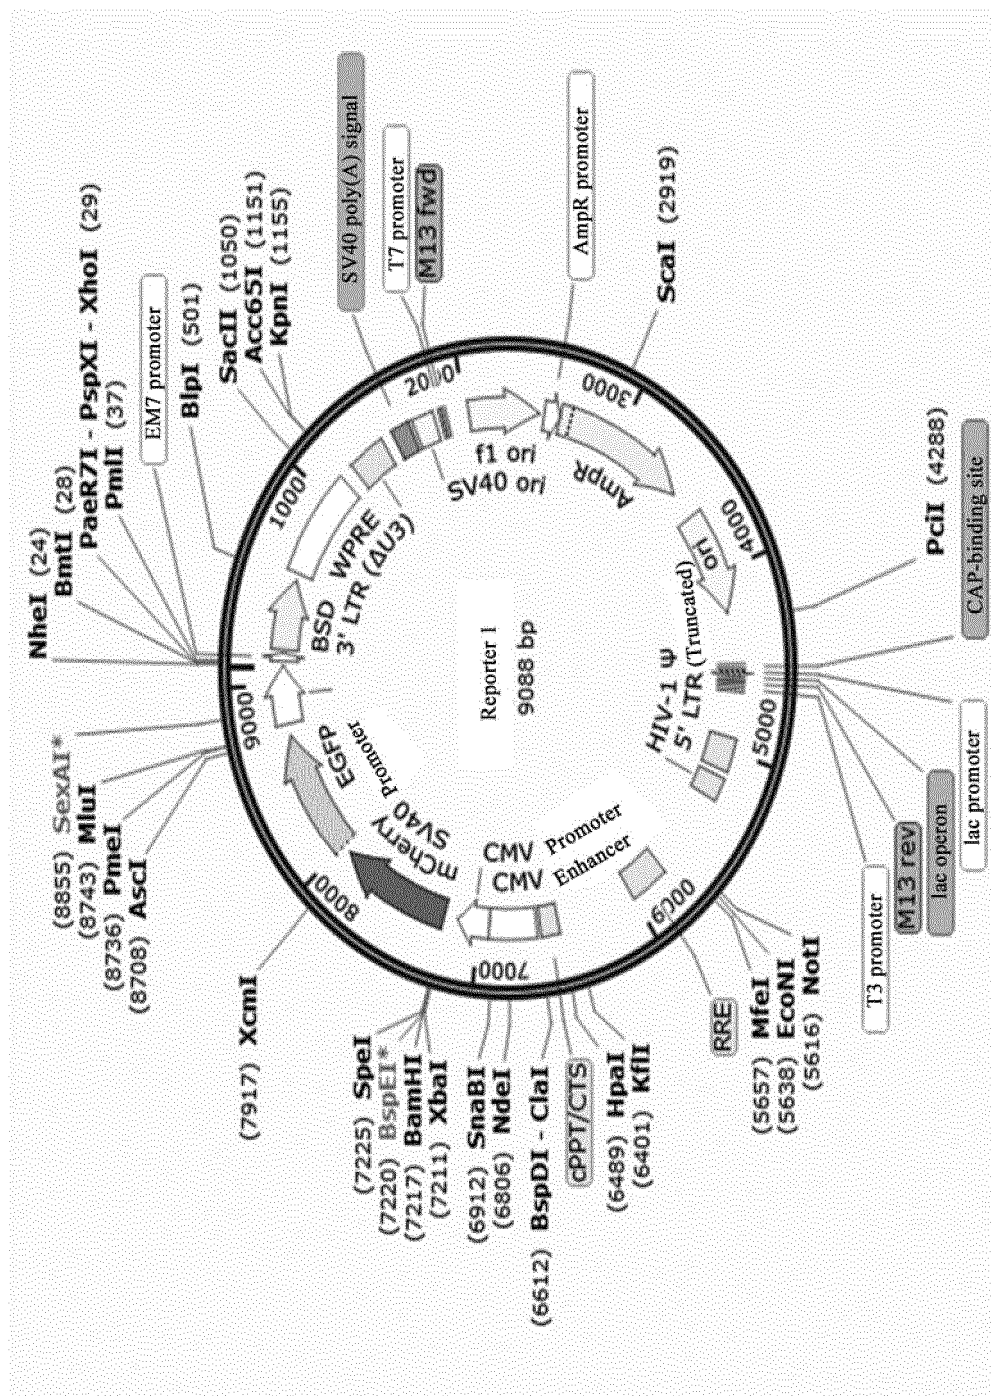 (8855) SexAI*
(8743) MluI
(8736) PmeI
(8708) AscI
(7917) XcmI
(7225) SpeI
(7220) BspEI*
(7217) BamHI
(7211) XbaI
(6912) SnaBI
(6806) NdeI
(6612) BspDI - ClaI
cPPT/CTS
(6489) HpaI
(6401) KflI
RRE
(5657) MfeI
(5638) EcoNI
(5616) NotI
T3 promoter
M13 rev
lac operon
lac promoter
CAP-binding site
PciI (4288)
ScaI (2919)
AmpR promoter
M13 fwd
T7 promoter
SV40 poly(A) signal
KpnI (1155)
Acc65I (1151)
SacII (1050)
BlpI (501)
EM7 promoter
PmlI (37)
PaeR7I - PspXI - XhoI (29)
BmtI (28)
NheI (24)
1000
2000
3000
4000
5000
6000
7000
8000
9000
BSD
WPRE
3' LTR (ΔU3)
SV40 ori
f1 ori
AmpR
ori
HIV-1 Ψ
5' LTR (Truncated)
CMV Enhancer
CMV Promoter
mCherry
SV40 Promoter
EGFP
Reporter 1
9088 bp